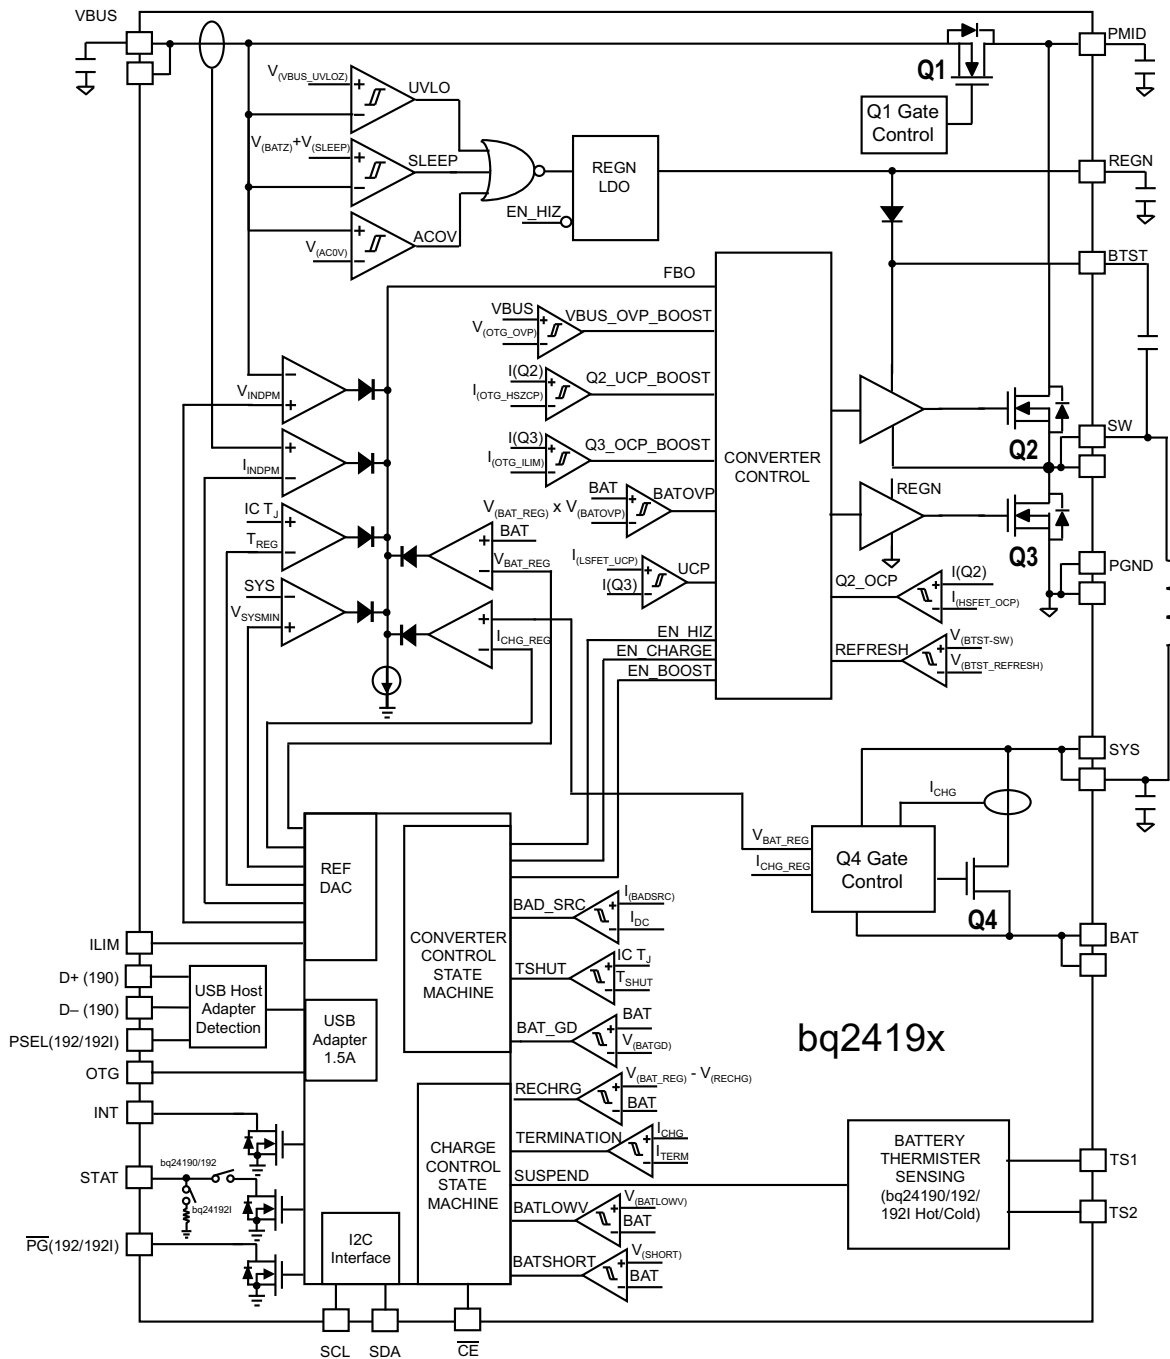 VBUS
PMID
Q1
Q1 Gate
Control
V(VBUS_UVLOZ)
UVLO
V(BATZ)+V(SLEEP)
SLEEP
REGN
LDO
REGN
EN_HIZ
ACOV
V(AC0V)
BTST
FBO
VBUS
V(OTG_OVP)
VBUS_OVP_BOOST
I(Q2)
I(OTG_HSZCP)
Q2_UCP_BOOST
VINDPM
I(Q3)
I(OTG_ILIM)
Q3_OCP_BOOST
CONVERTER
CONTROL
Q2
SW
IINDPM
BAT
V(BAT_REG) x V(BATOVP)
BATOVP
REGN
IC TJ
TREG
BAT
VBAT_REG
Q3
PGND
I(LSFET_UCP)
I(Q3)
UCP
Q2_OCP
I(Q2)
I(HSFET_OCP)
SYS
VSYSMIN
ICHG_REG
EN_HIZ
EN_CHARGE
EN_BOOST
REFRESH
V(BTST-SW)
V(BTST_REFRESH)
SYS
ICHG
VBAT_REG
ICHG_REG
Q4 Gate
Control
Q4
BAT
REF
DAC
CONVERTER
CONTROL
STATE
MACHINE
BAD_SRC
I(BADSRC)
IDC
TSHUT
IC TJ
TSHUT
BAT_GD
BAT
V(BATGD)
ILIM
D+ (190)
D– (190)
PSEL(192/192I)
OTG
USB Host
Adapter
Detection
USB
Adapter
1.5A
bq2419x
RECHRG
V(BAT_REG) - V(RECHG)
BAT
INT
TERMINATION
ICHG
ITERM
CHARGE
CONTROL
STATE
MACHINE
SUSPEND
BATTERY
THERMISTER
SENSING
(bq24190/192/
192I Hot/Cold)
TS1
TS2
bq24190/192
STAT
bq24192I
BATLOWV
V(BATLOWV)
BAT
PG(192/192I)
I2C
Interface
BATSHORT
V(SHORT)
BAT
SCL
SDA
CE